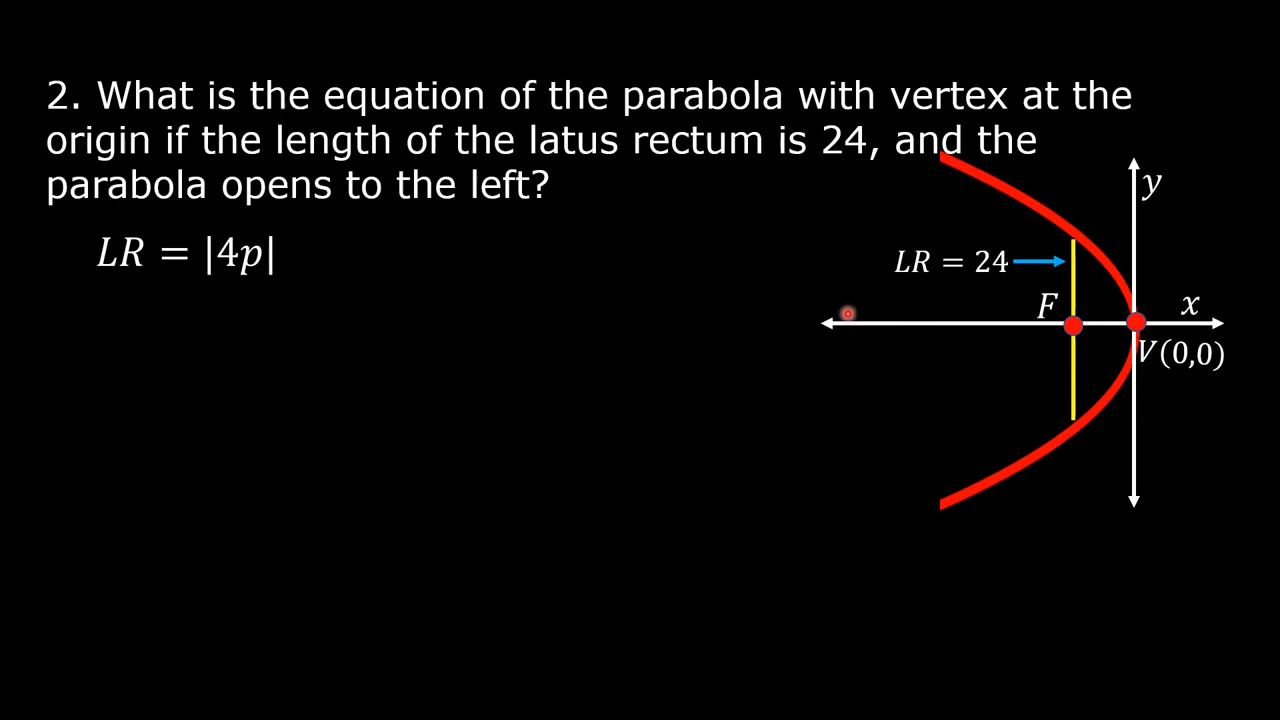 2. What is the equation of the parabola with vertex at the
origin if the length of the latus rectum is 24, and the
parabola opens to the left?
LR = |4p|
y
LR = 24
F
x
V(0,0)